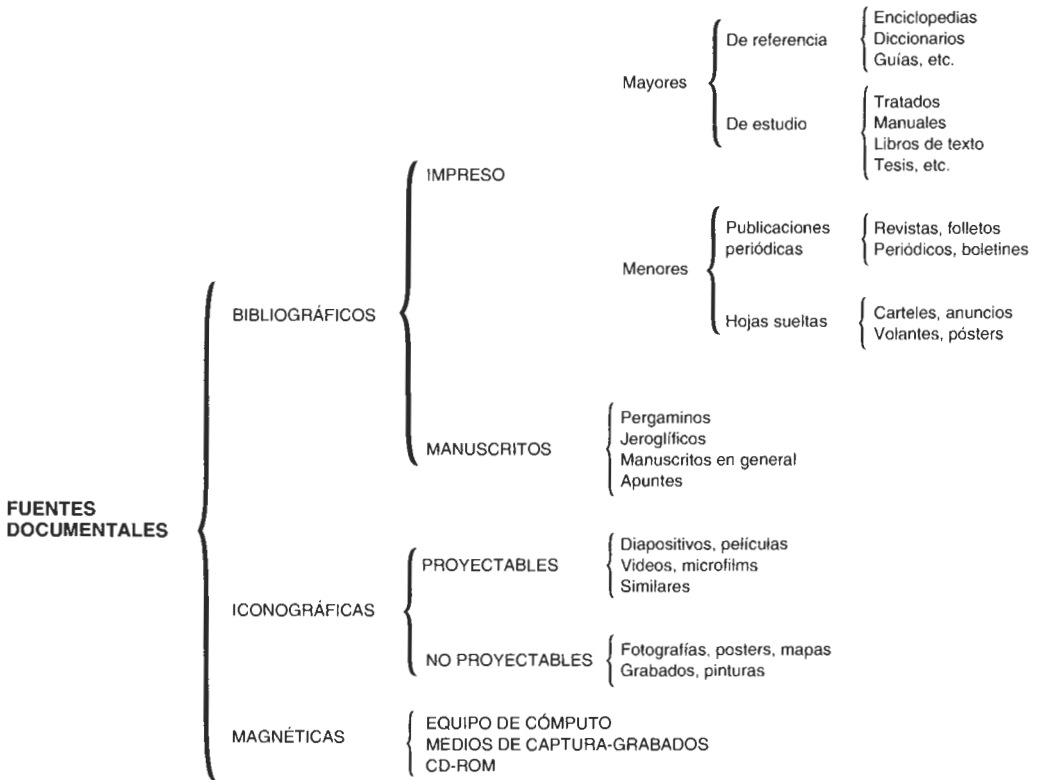 Enciclopedias
De referencia
Diccionarios
Guías, etc.
Mayores
Tratados
De estudio
Manuales
Libros de texto
Tesis, etc.
IMPRESO
Publicaciones
periódicas
Revistas, folletos
Periódicos, boletines
Menores
Hojas sueltas
Carteles, anuncios
Volantes, pósters
BIBLIOGRÁFICOS
MANUSCRITOS
Pergaminos
Jeroglíficos
Manuscritos en general
Apuntes
FUENTES
DOCUMENTALES
PROYECTABLES
Diapositivos, películas
Videos, microfilms
Similares
ICONOGRÁFICAS
NO PROYECTABLES
Fotografías, posters, mapas
Grabados, pinturas
MAGNÉTICAS
EQUIPO DE CÓMPUTO
MEDIOS DE CAPTURA-GRABADOS
CD-ROM